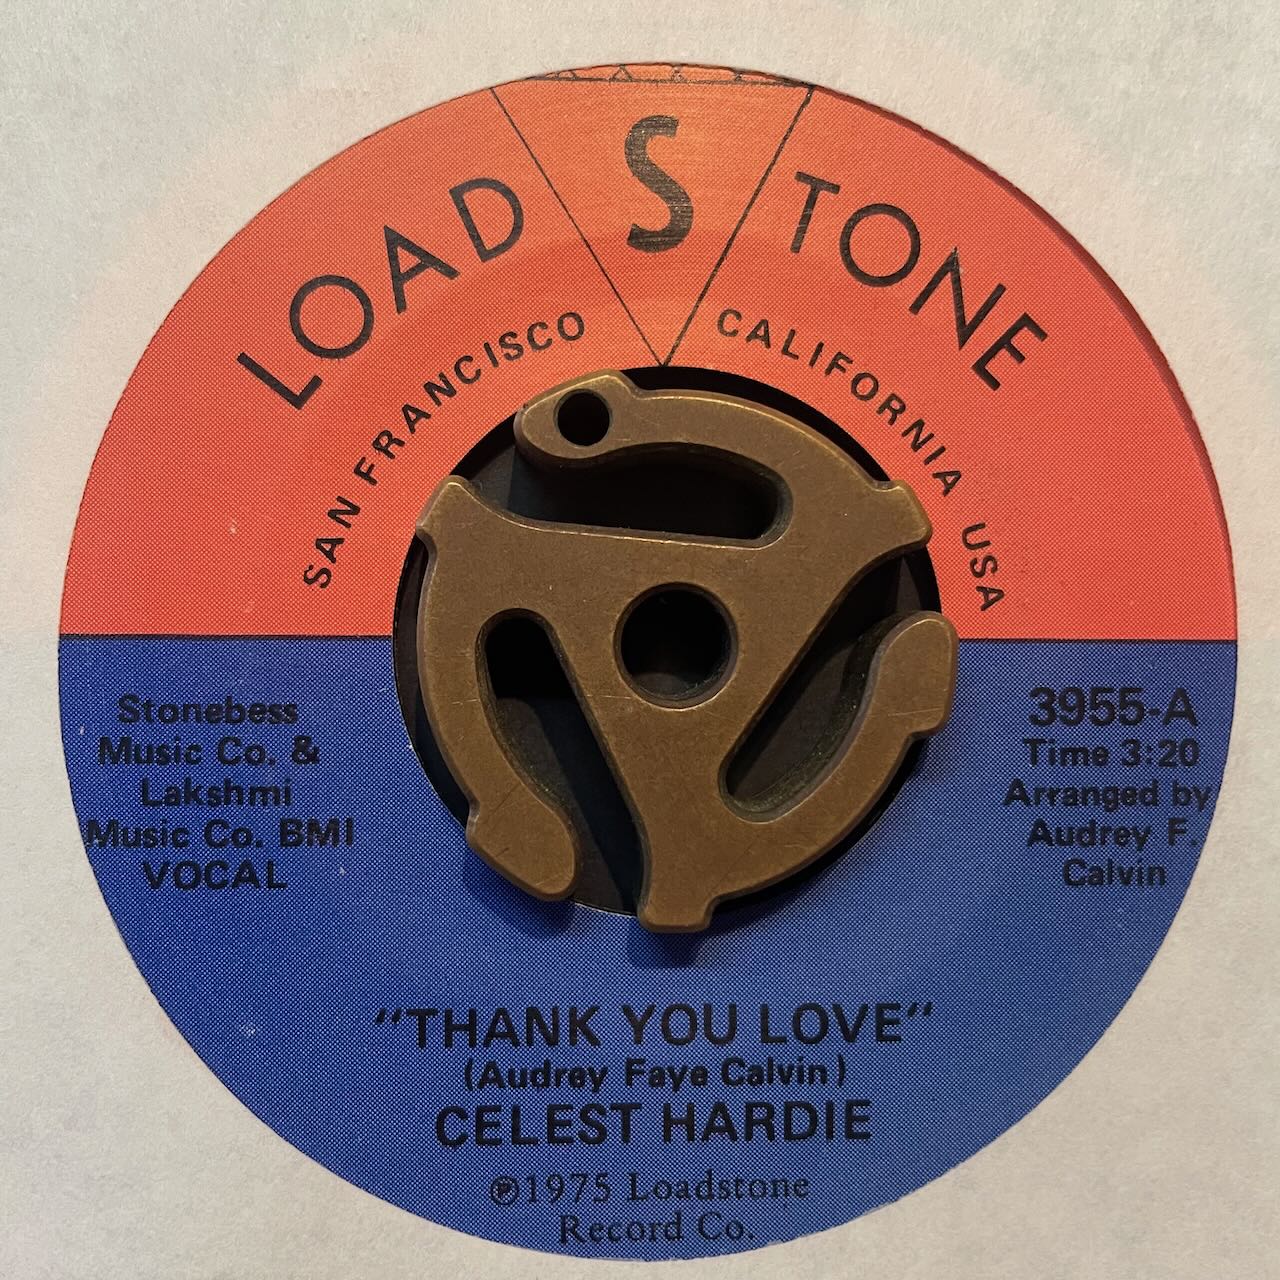 LOAD S TONE
SAN FRANCISCO CALIFORNIA USA
Stonebess
Music Co. &
Lakshmi
Music Co. BMI
VOCAL
3955-A
Time 3:20
Arranged by
Audrey F.
Calvin
"THANK YOU LOVE"
(Audrey Faye Calvin)
CELEST HARDIE
℗1975 Loadstone
Record Co.